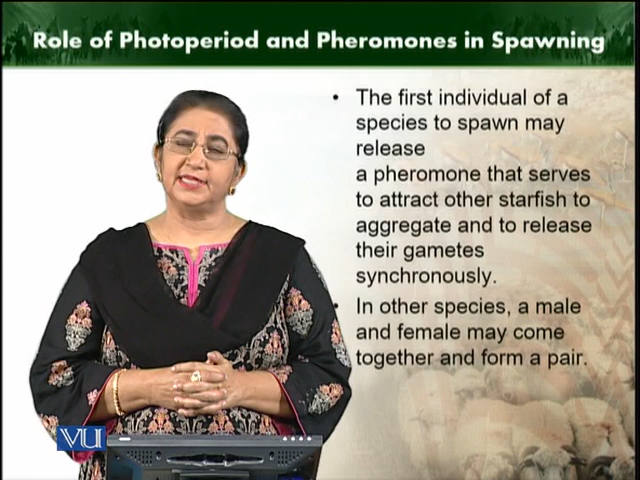 Role of Photoperiod and Pheromones in Spawning
• The first individual of a
species to spawn may
release
a pheromone that serves
to attract other starfish to
aggregate and to release
their gametes
synchronously.
• In other species, a male
and female may come
together and form a pair.
VU